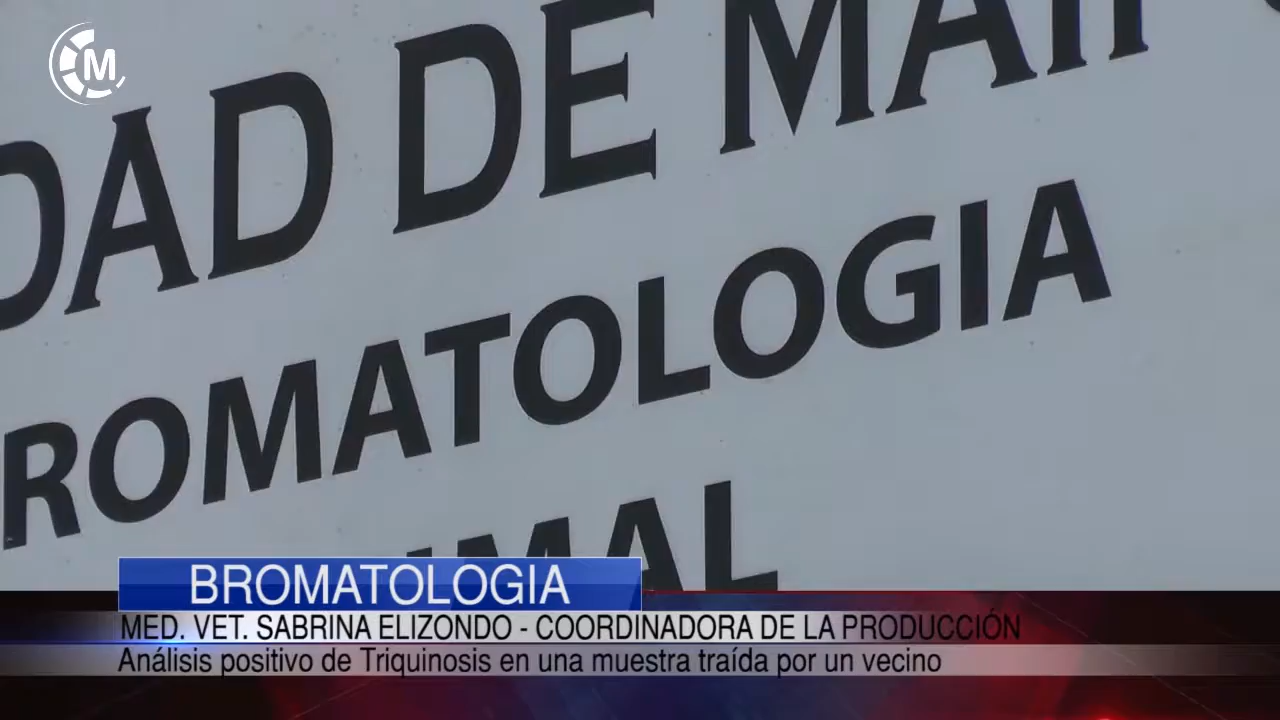 M
DAD DE MAIP
ROMATOLOGIA
IMAL
BROMATOLOGIA
MED. VET. SABRINA ELIZONDO - COORDINADORA DE LA PRODUCCIÓN
Análisis positivo de Triquinosis en una muestra traída por un vecino